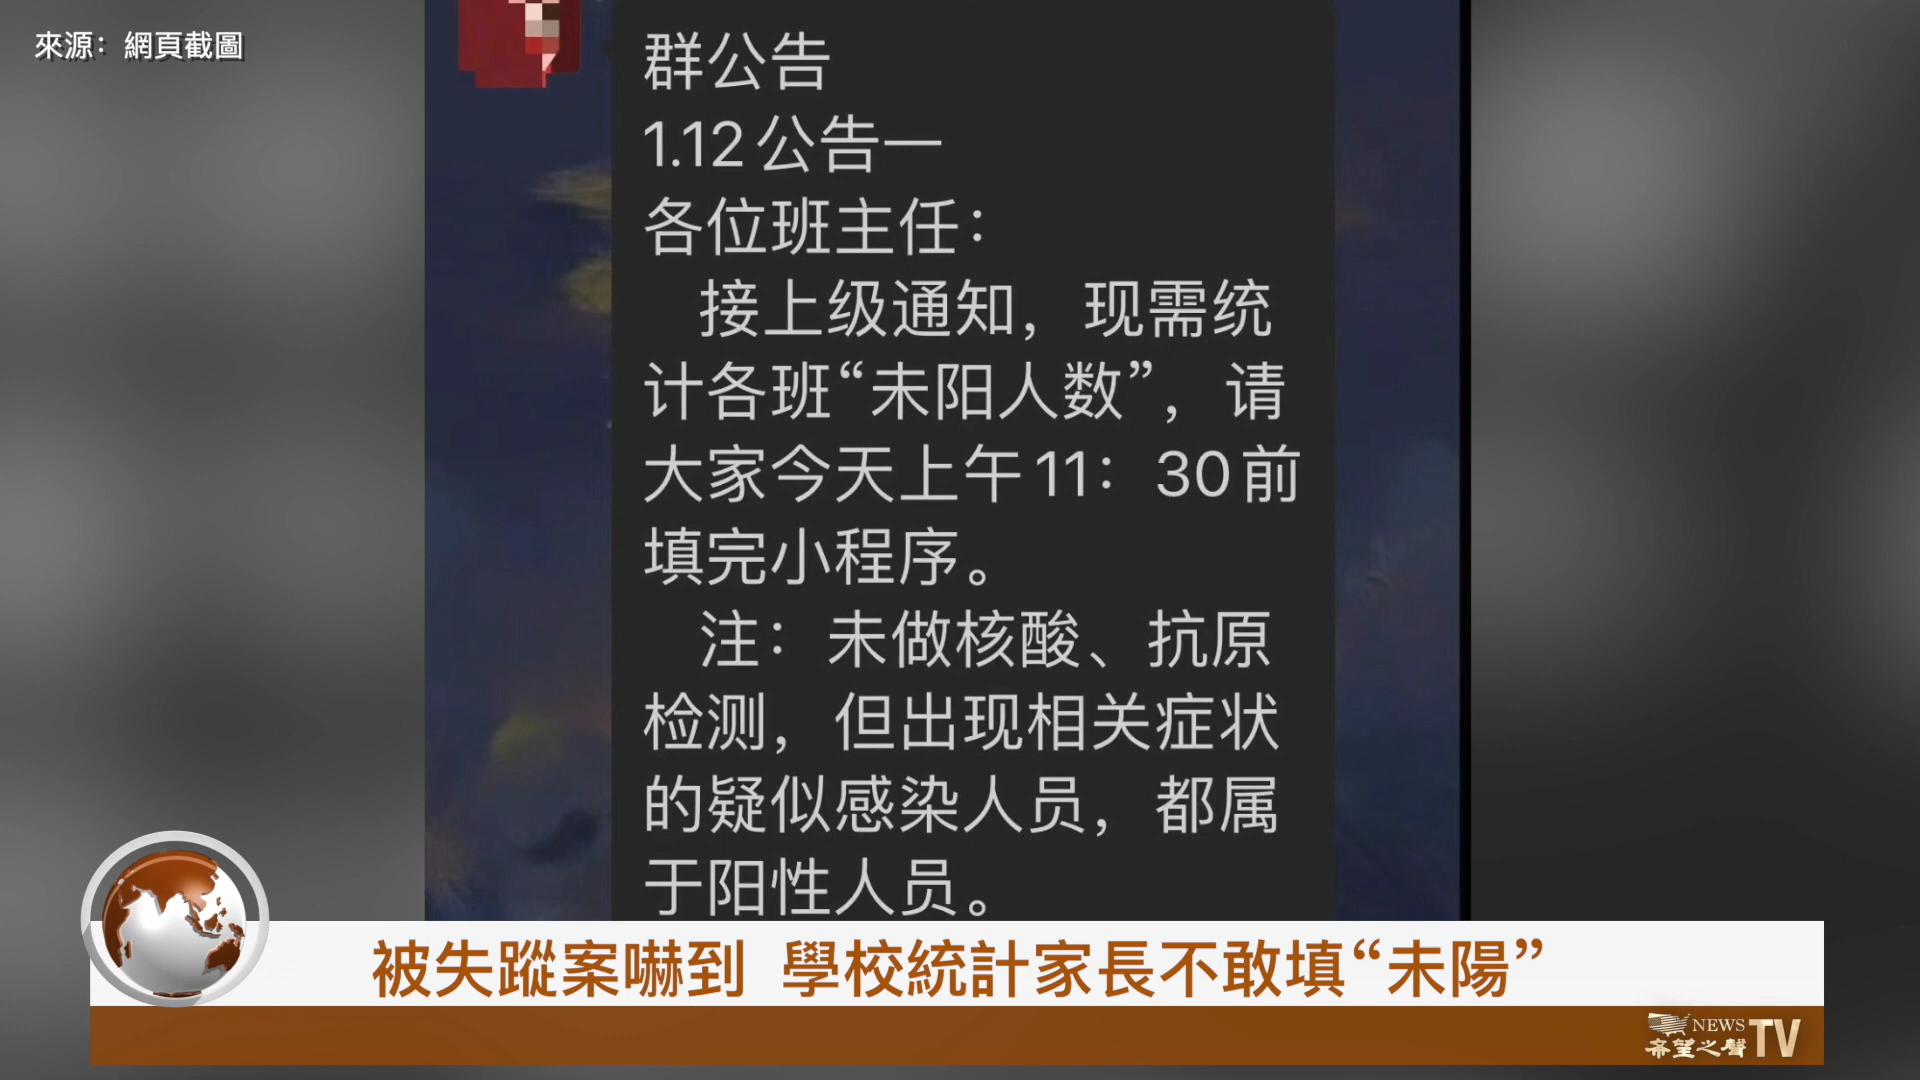 來源：網頁截圖
群公告
1.12公告一
各位班主任：
接上级通知，现需统
计各班“未阳人数”，请
大家今天上午11：30前
填完小程序。
注：未做核酸、抗原
检测，但出现相关症状
的疑似感染人员，都属
于阳性人员。
被失蹤案嚇到 學校統計家長不敢填“未陽”
NEWS
希望之聲TV